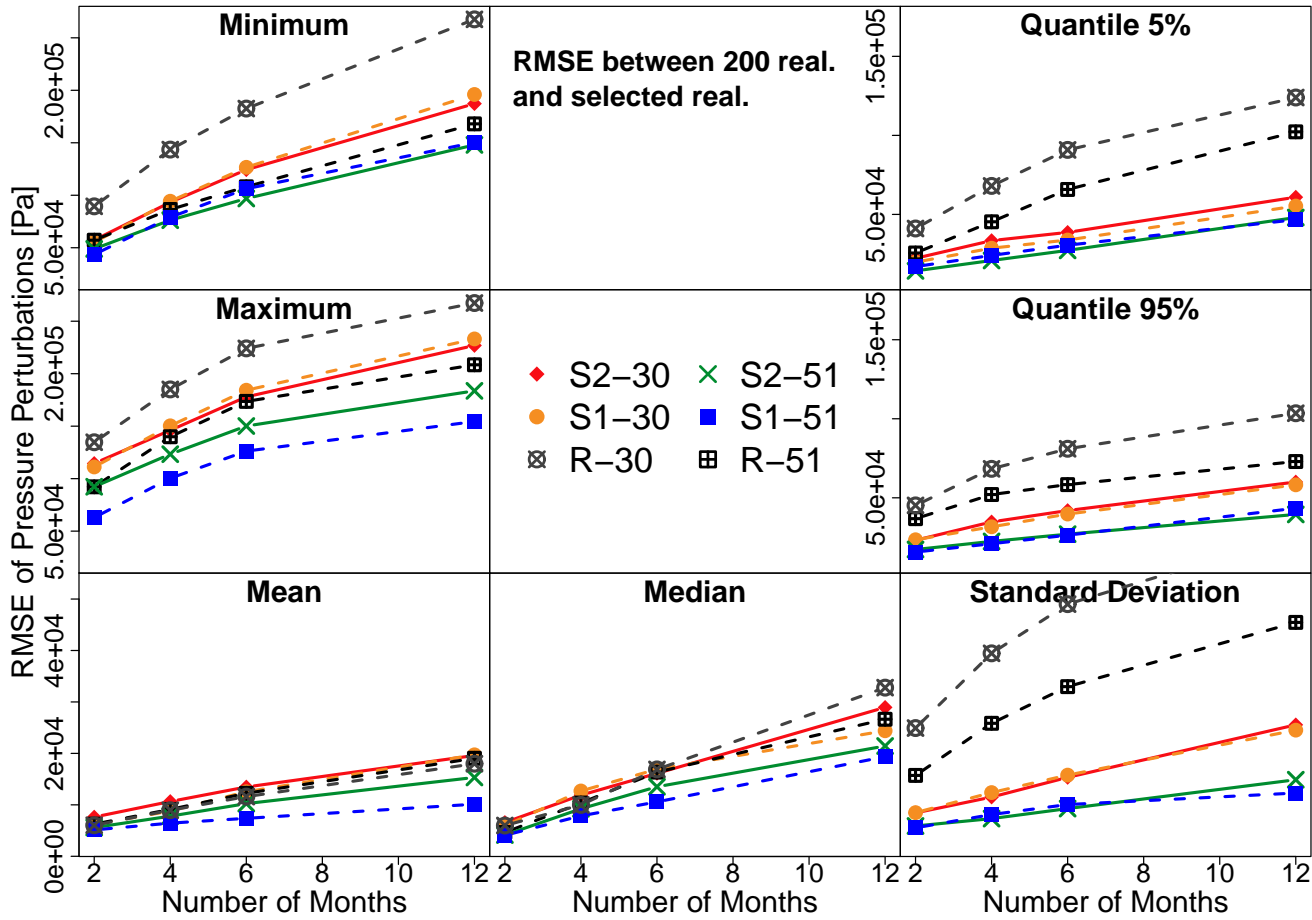 Minimum
RMSE between 200 real.
and selected real.
Quantile 5%
2.0e+05
5.0e+04
1.5e+05
5.0e+04
RMSE of Pressure Perturbations [Pa]
Maximum
Quantile 95%
2.0e+05
5.0e+04
1.5e+05
5.0e+04
S2−30
S2−51
S1−30
S1−51
R−30
R−51
Mean
Median
Standard Deviation
4e+04
2e+04
0e+00
2 4 6 8 10 12
2 4 6 8 10 12
2 4 6 8 10 12
Number of Months
Number of Months
Number of Months